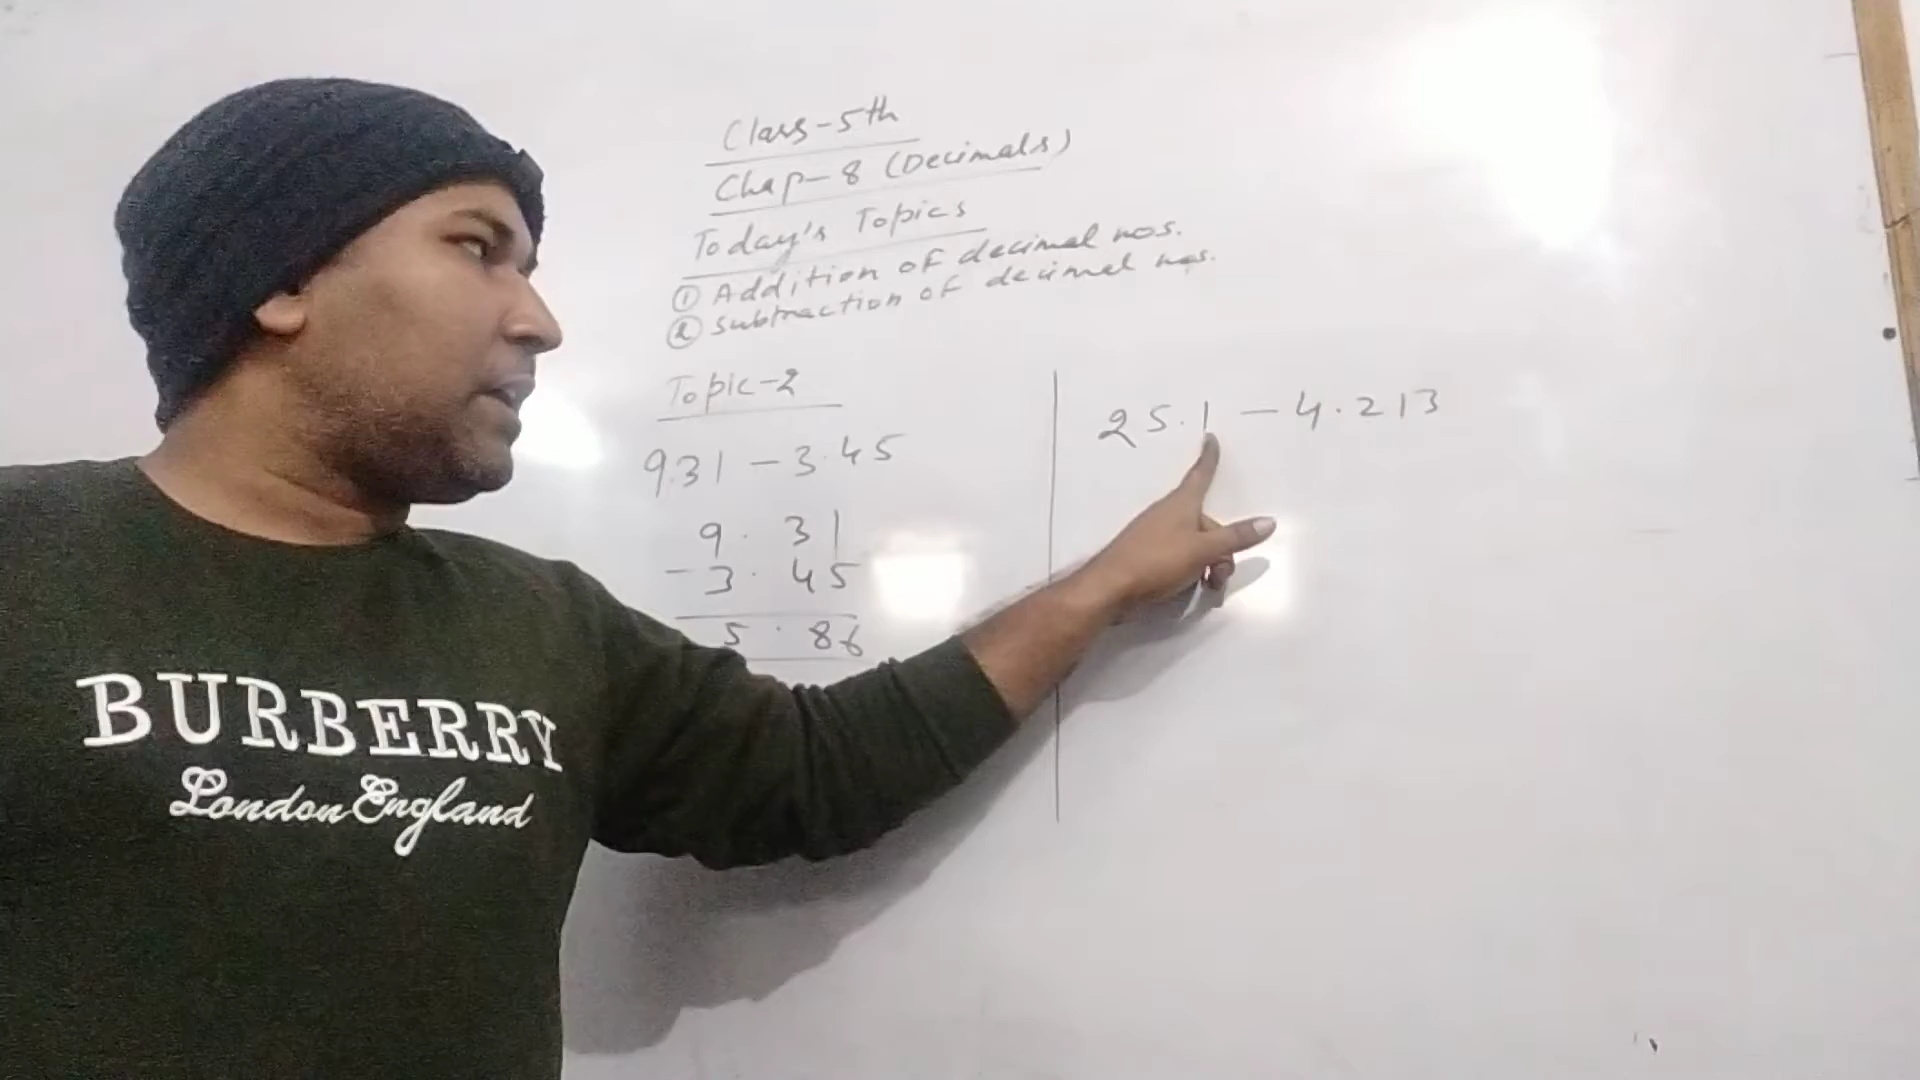 Class-5th
Chap-8 (Decimals)
Today's Topics
① Addition of decimal nos.
② Subtraction of decimal nos.
Topic-2
9.31 - 3.45
9.31
- 3.45
5.86
25.1 - 4.213
BURBERRY
London England